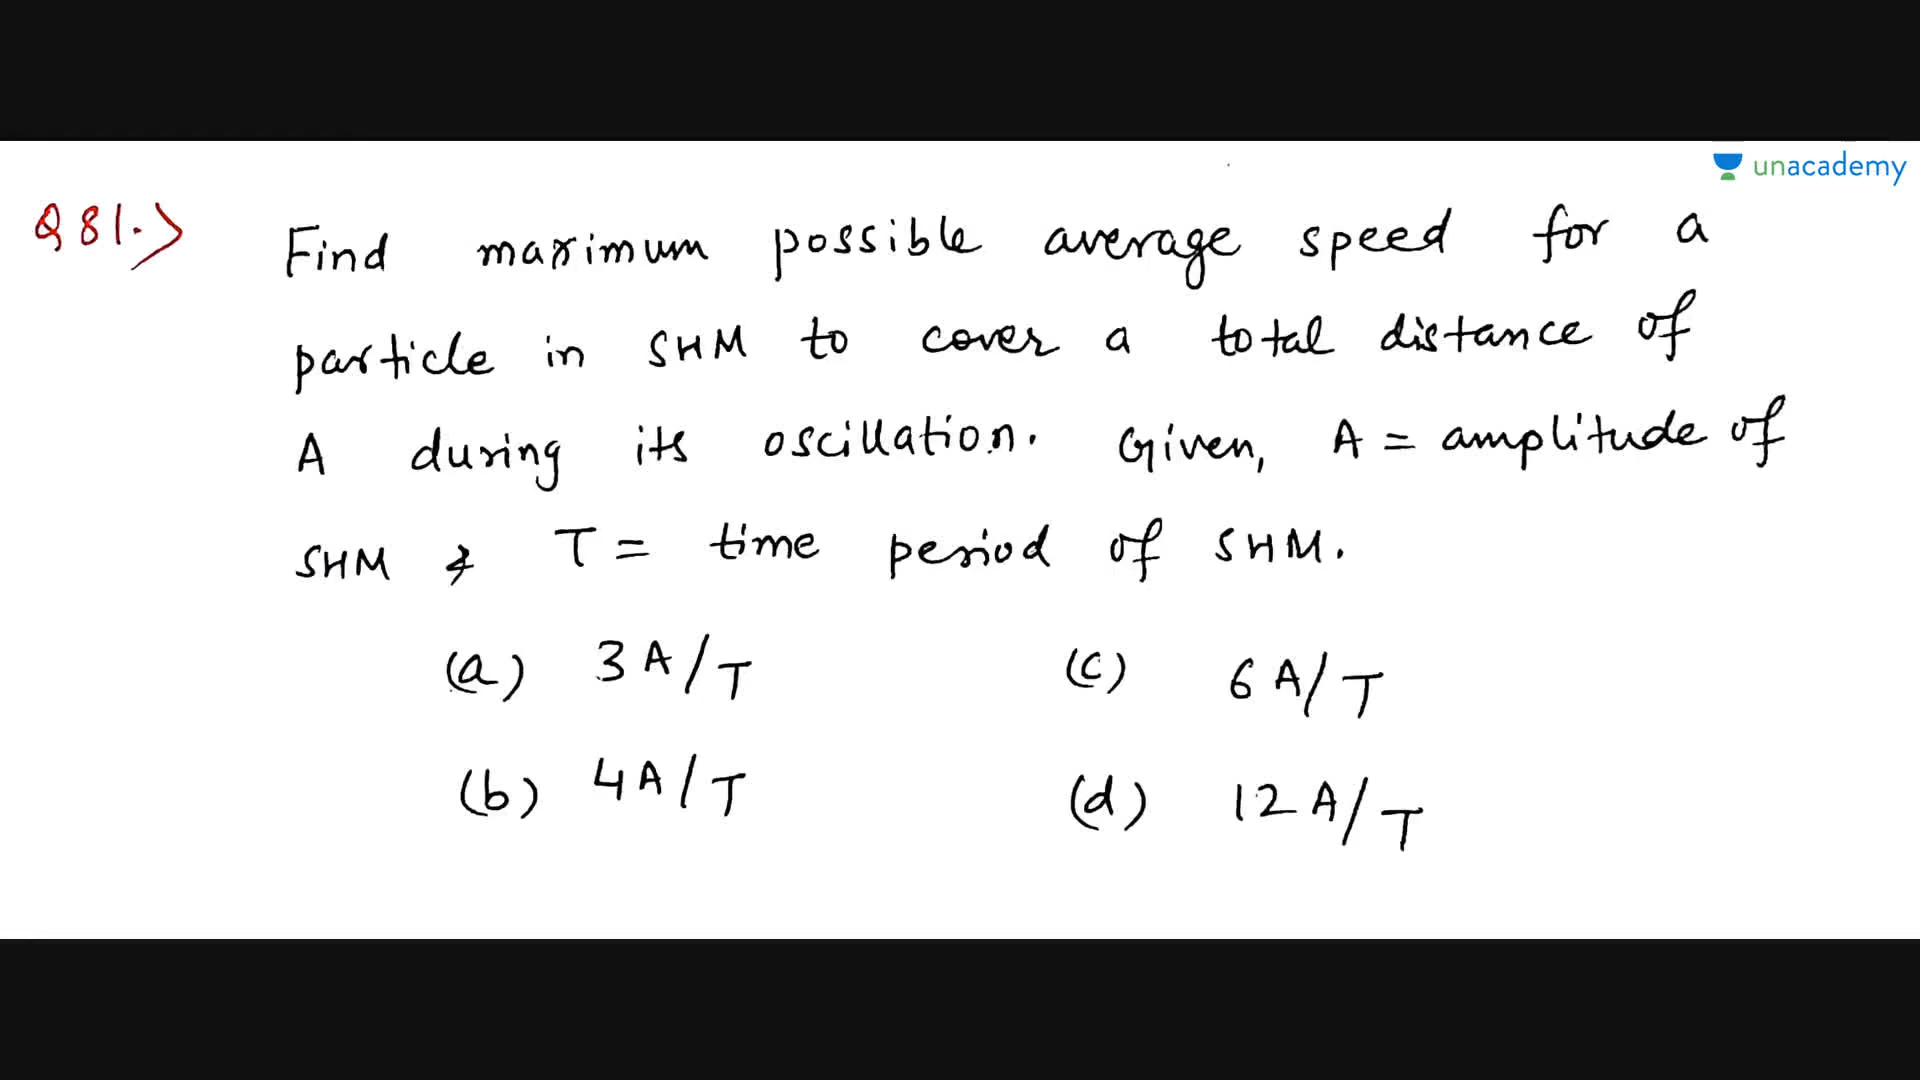 unacademy
Q81.> Find maximum possible average speed for a
particle in SHM to cover a total distance of
A during its oscillation. Given, A = amplitude of
SHM & T = time period of SHM.
(a) 3A/T (c) 6A/T
(b) 4A/T (d) 12A/T